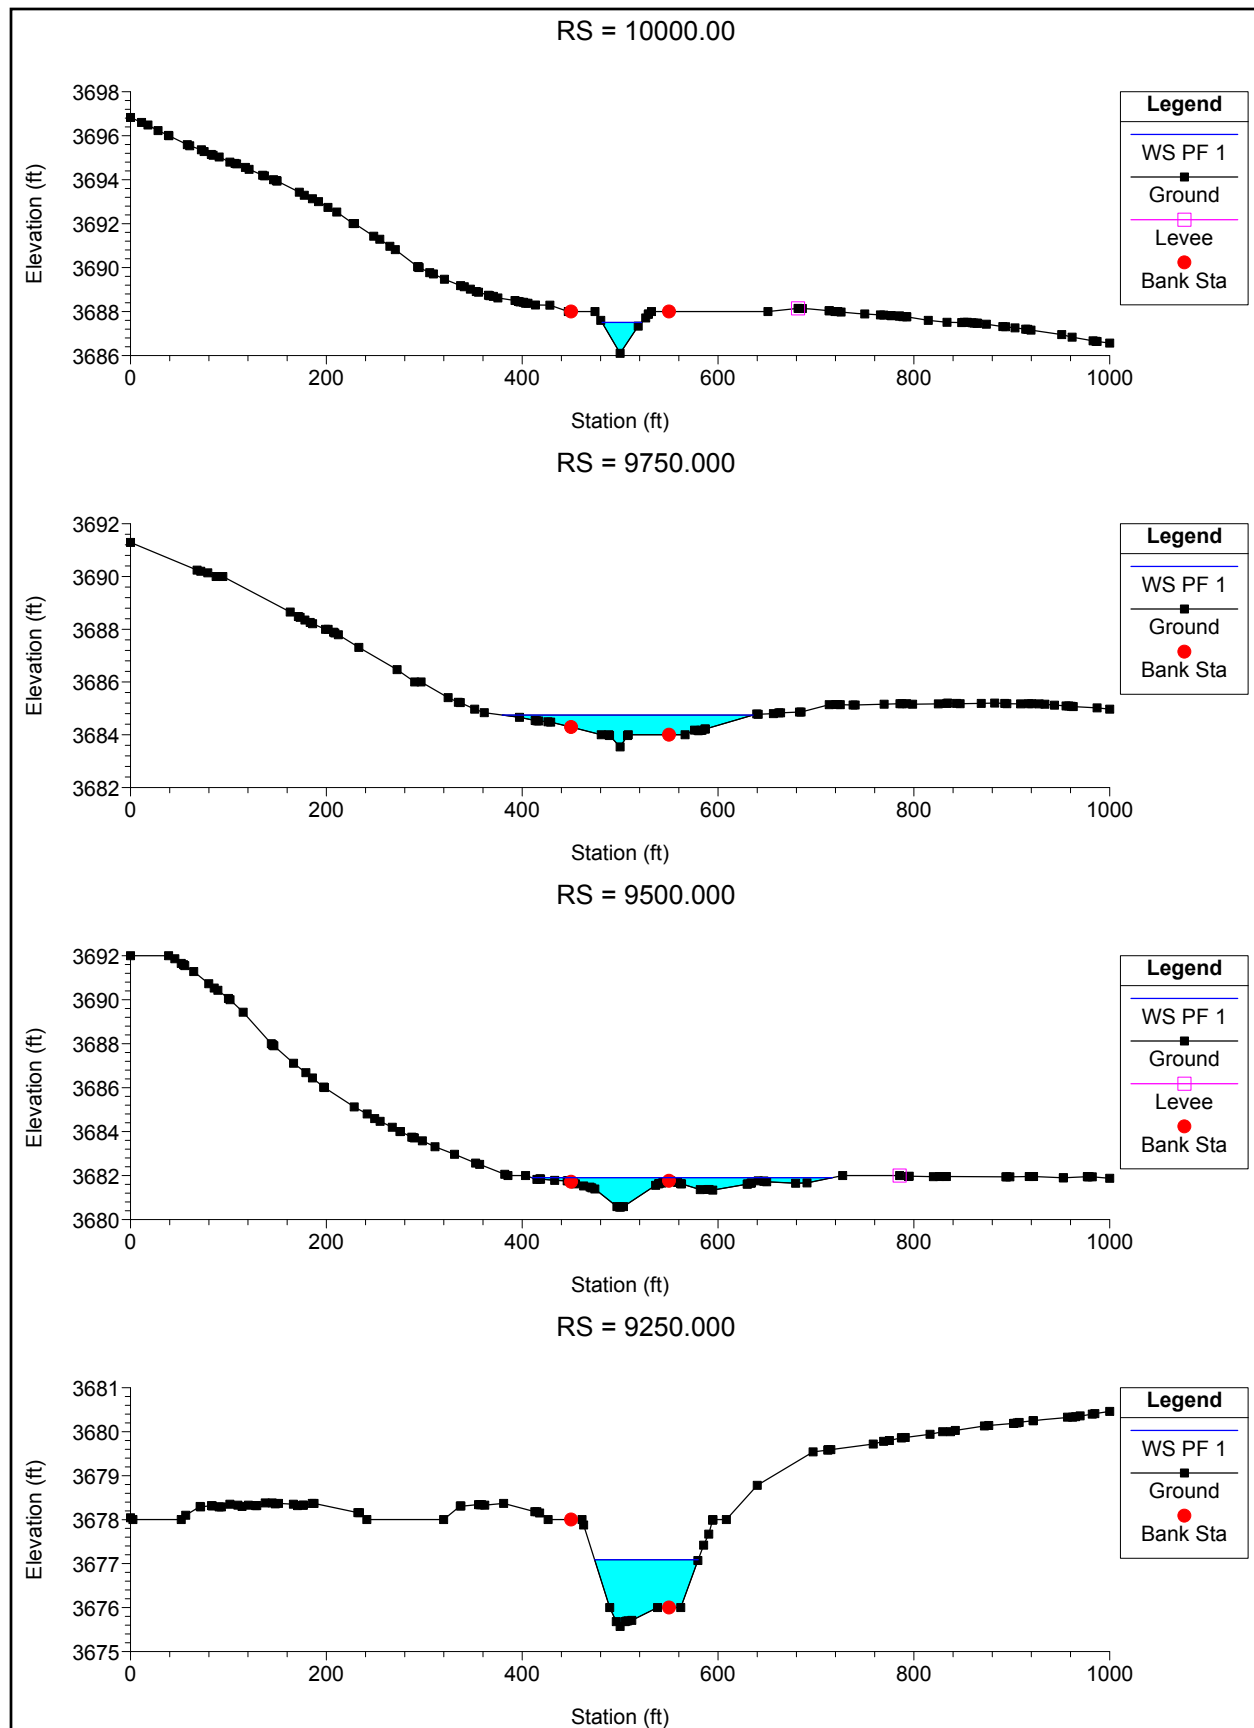 RS = 10000.00
3698
3696
3694
3692
3690
3688
3686
Elevation (ft)
0 200 400 600 800 1000
Station (ft)
Legend
WS PF 1
Ground
Levee
Bank Sta
RS = 9750.000
3692
3690
3688
3686
3684
3682
Elevation (ft)
0 200 400 600 800 1000
Station (ft)
Legend
WS PF 1
Ground
Bank Sta
RS = 9500.000
3692
3690
3688
3686
3684
3682
3680
Elevation (ft)
0 200 400 600 800 1000
Station (ft)
Legend
WS PF 1
Ground
Levee
Bank Sta
RS = 9250.000
3681
3680
3679
3678
3677
3676
3675
Elevation (ft)
0 200 400 600 800 1000
Station (ft)
Legend
WS PF 1
Ground
Bank Sta